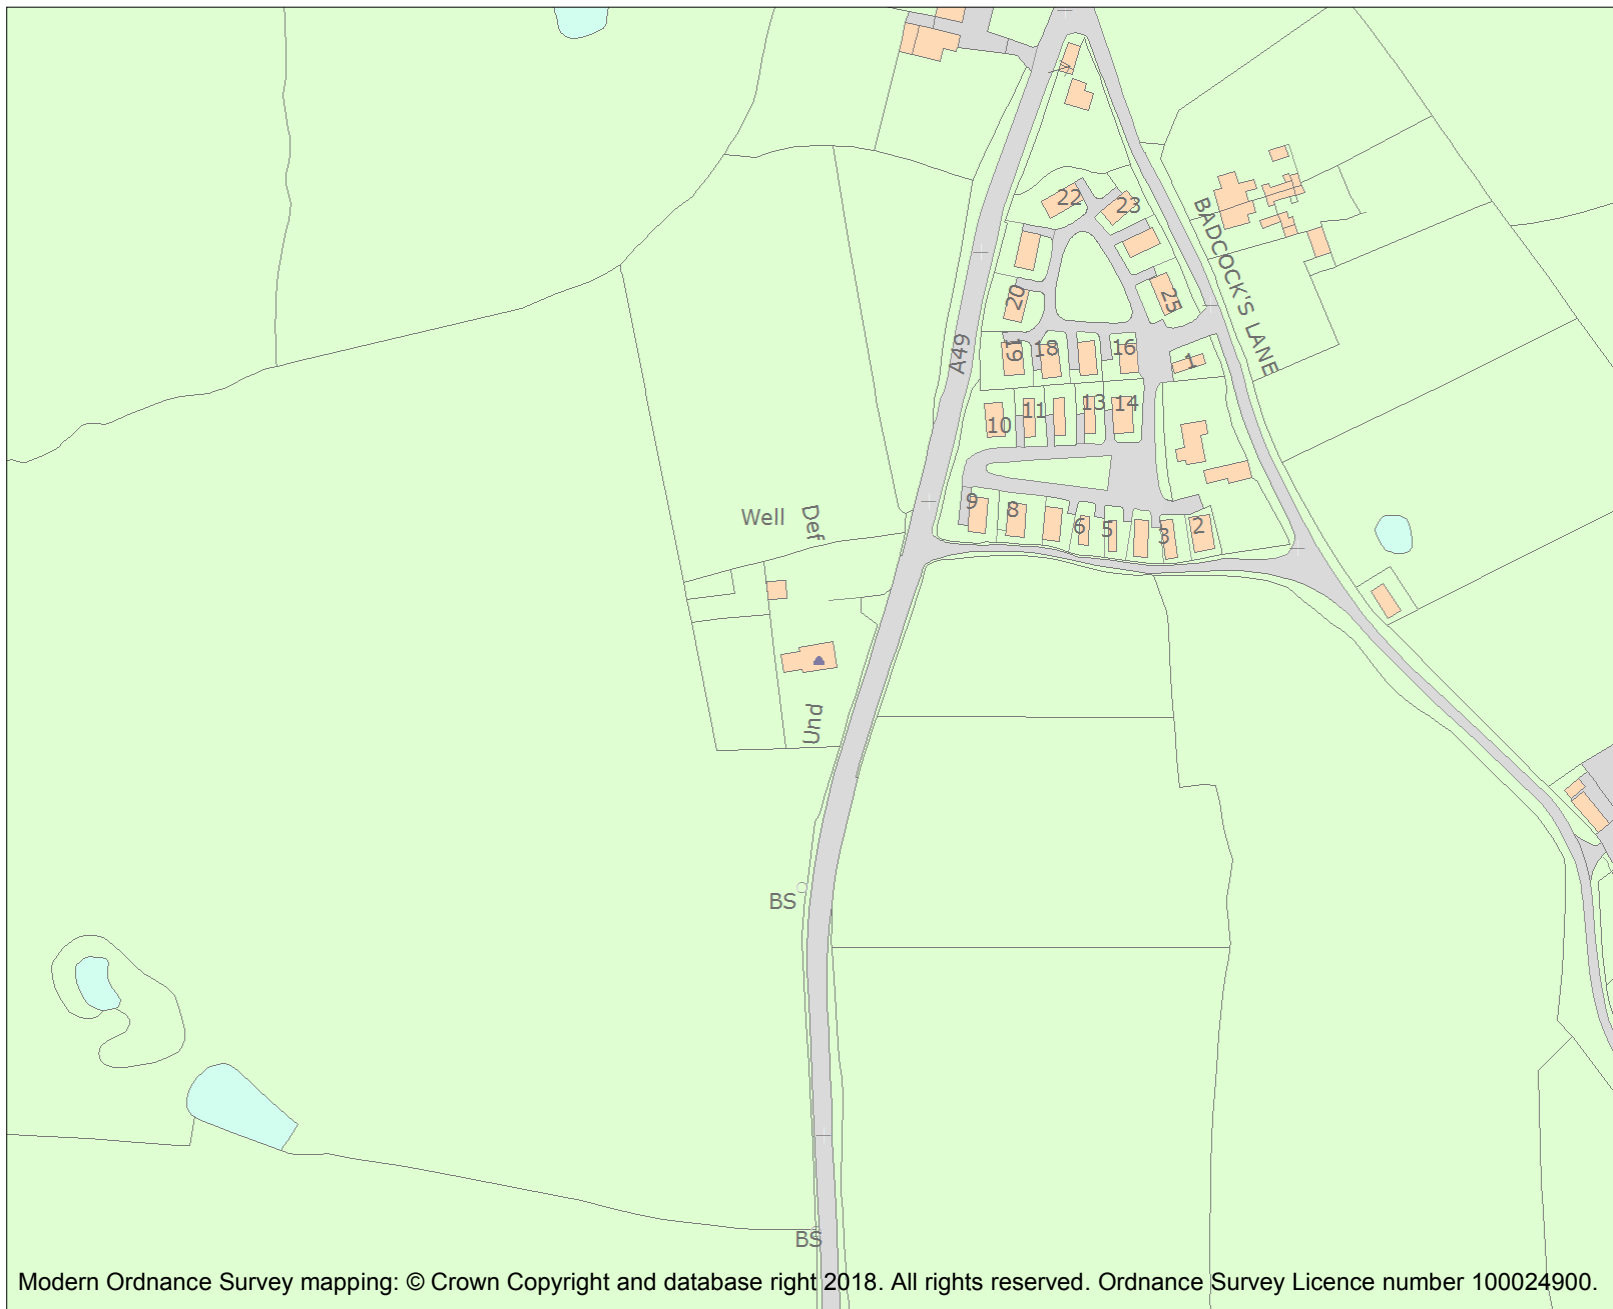 22
23
BADCOCK'S LANE
20
25
A49
19
18
16
1
10
11
13
14
9
8
6
5
3
2
Well
Def
Und
BS
BS
Modern Ordnance Survey mapping: © Crown Copyright and database right 2018. All rights reserved. Ordnance Survey Licence number 100024900.